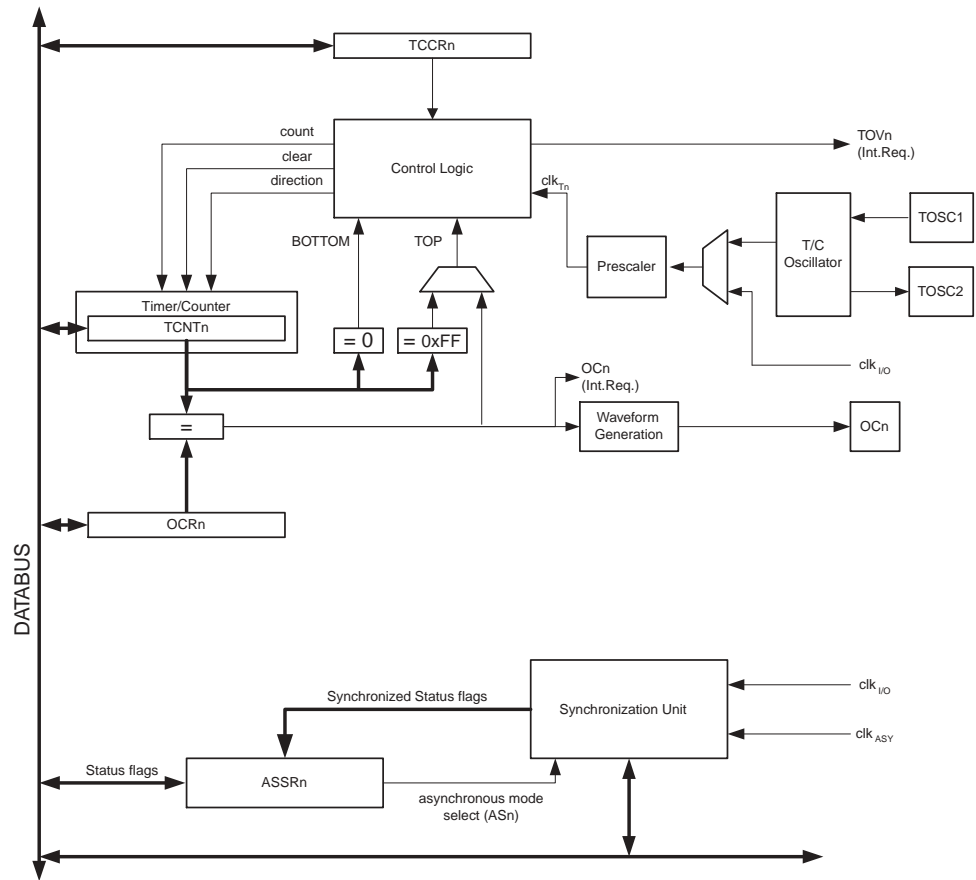 TCCRn
count
clear
direction
Control Logic
TOVn
(Int.Req.)
clkTn
TOSC1
T/C
Oscillator
Prescaler
TOSC2
BOTTOM
TOP
Timer/Counter
TCNTn
= 0
= 0xFF
OCn
(Int.Req.)
clkI/O
=
Waveform
Generation
OCn
OCRn
DATABUS
Synchronized Status flags
Synchronization Unit
clkI/O
clkASY
Status flags
ASSRn
asynchronous mode
select (ASn)